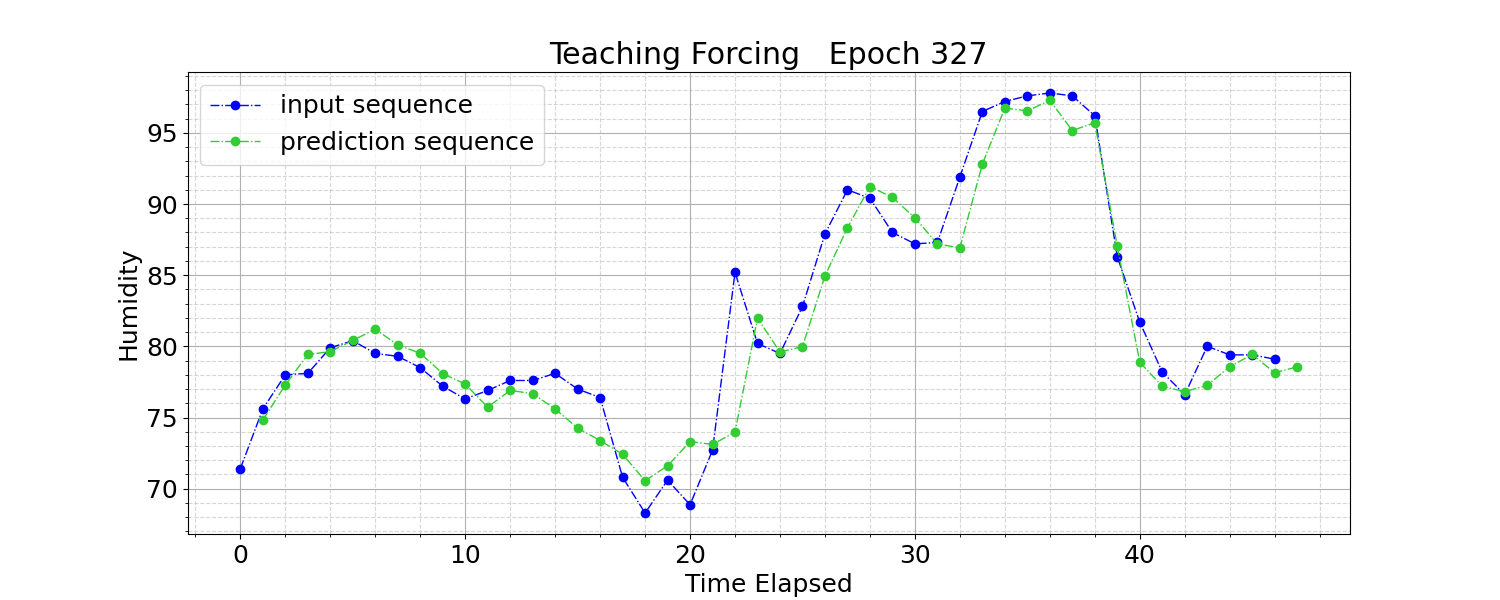 Teaching Forcing   Epoch 327
input sequence
prediction sequence
95
90
85
80
75
70
Humidity
0 10 20 30 40
Time Elapsed